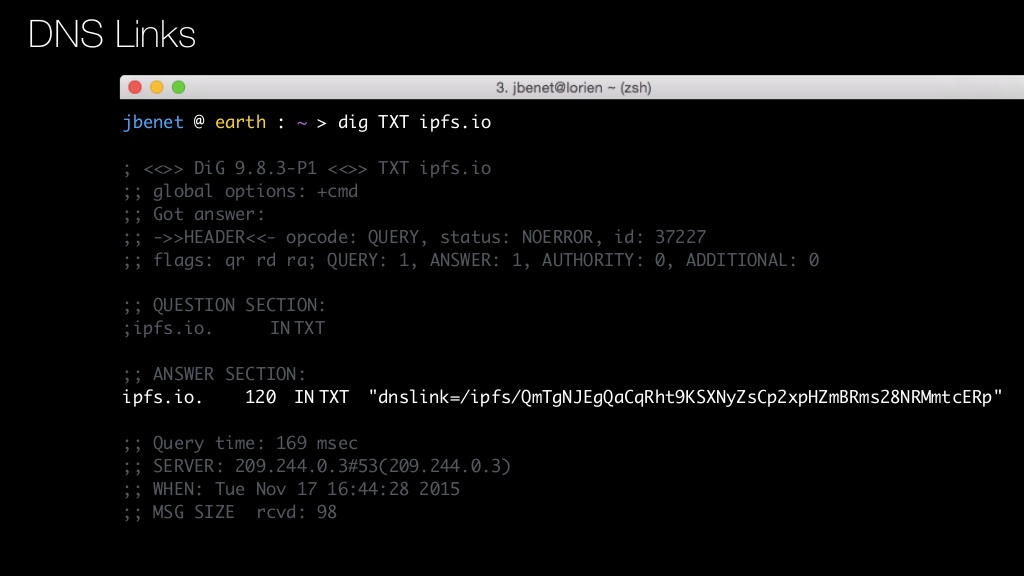 DNS Links
3. jbenet@lorien ~ (zsh)
jbenet @ earth : ~ > dig TXT ipfs.io
; <<>> DiG 9.8.3-P1 <<>> TXT ipfs.io
;; global options: +cmd
;; Got answer:
;; ->>HEADER<<- opcode: QUERY, status: NOERROR, id: 37227
;; flags: qr rd ra; QUERY: 1, ANSWER: 1, AUTHORITY: 0, ADDITIONAL: 0
;; QUESTION SECTION:
;ipfs.io. IN TXT
;; ANSWER SECTION:
ipfs.io. 120 IN TXT "dnslink=/ipfs/QmTgNJEgQaCqRht9KSXNyZsCp2xpHZmBRms28NRMmtcERp"
;; Query time: 169 msec
;; SERVER: 209.244.0.3#53(209.244.0.3)
;; WHEN: Tue Nov 17 16:44:28 2015
;; MSG SIZE rcvd: 98